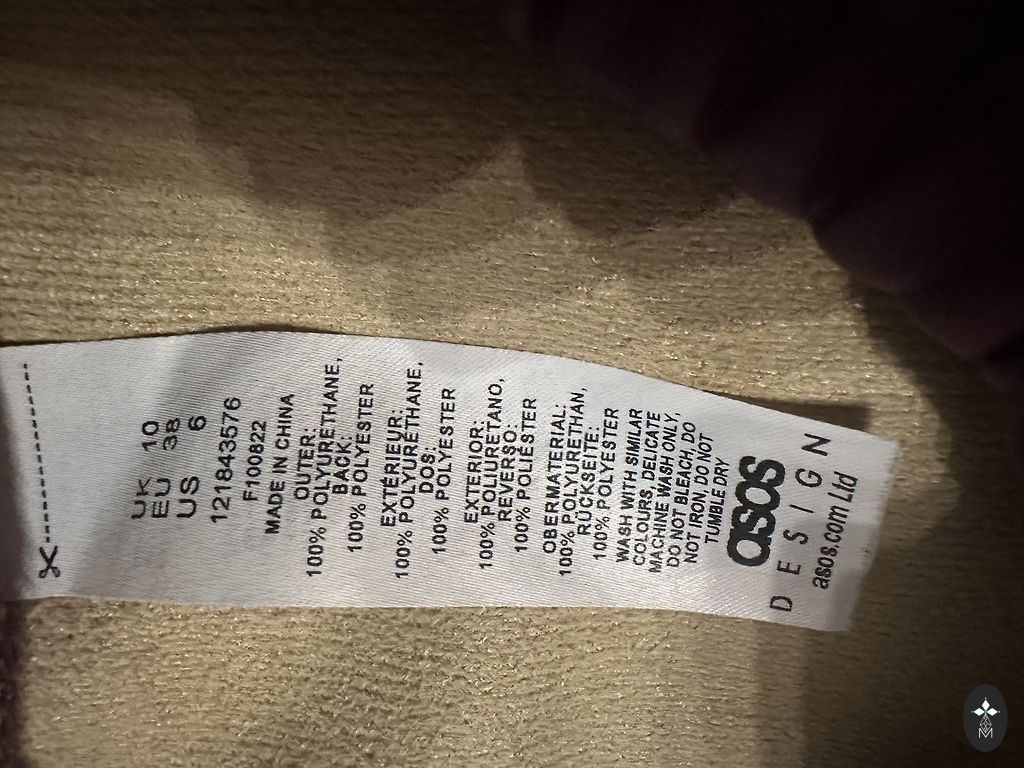 UK 10
EU 38
US 6
121843576
F100822
MADE IN CHINA
OUTER:
100% POLYURETHANE,
BACK:
100% POLYESTER
EXTÉRIEUR:
100% POLYURETHANE,
DOS:
100% POLYESTER
EXTERIOR:
100% POLIURETANO,
REVERSO:
100% POLIÉSTER
OBERMATERIAL:
100% POLYURETHAN,
RÜCKSEITE:
100% POLYESTER
WASH WITH SIMILAR
COLOURS, DELICATE
MACHINE WASH ONLY,
DO NOT BLEACH, DO
NOT IRON, DO NOT
TUMBLE DRY
asos
DESIGN
asos.com Ltd
M